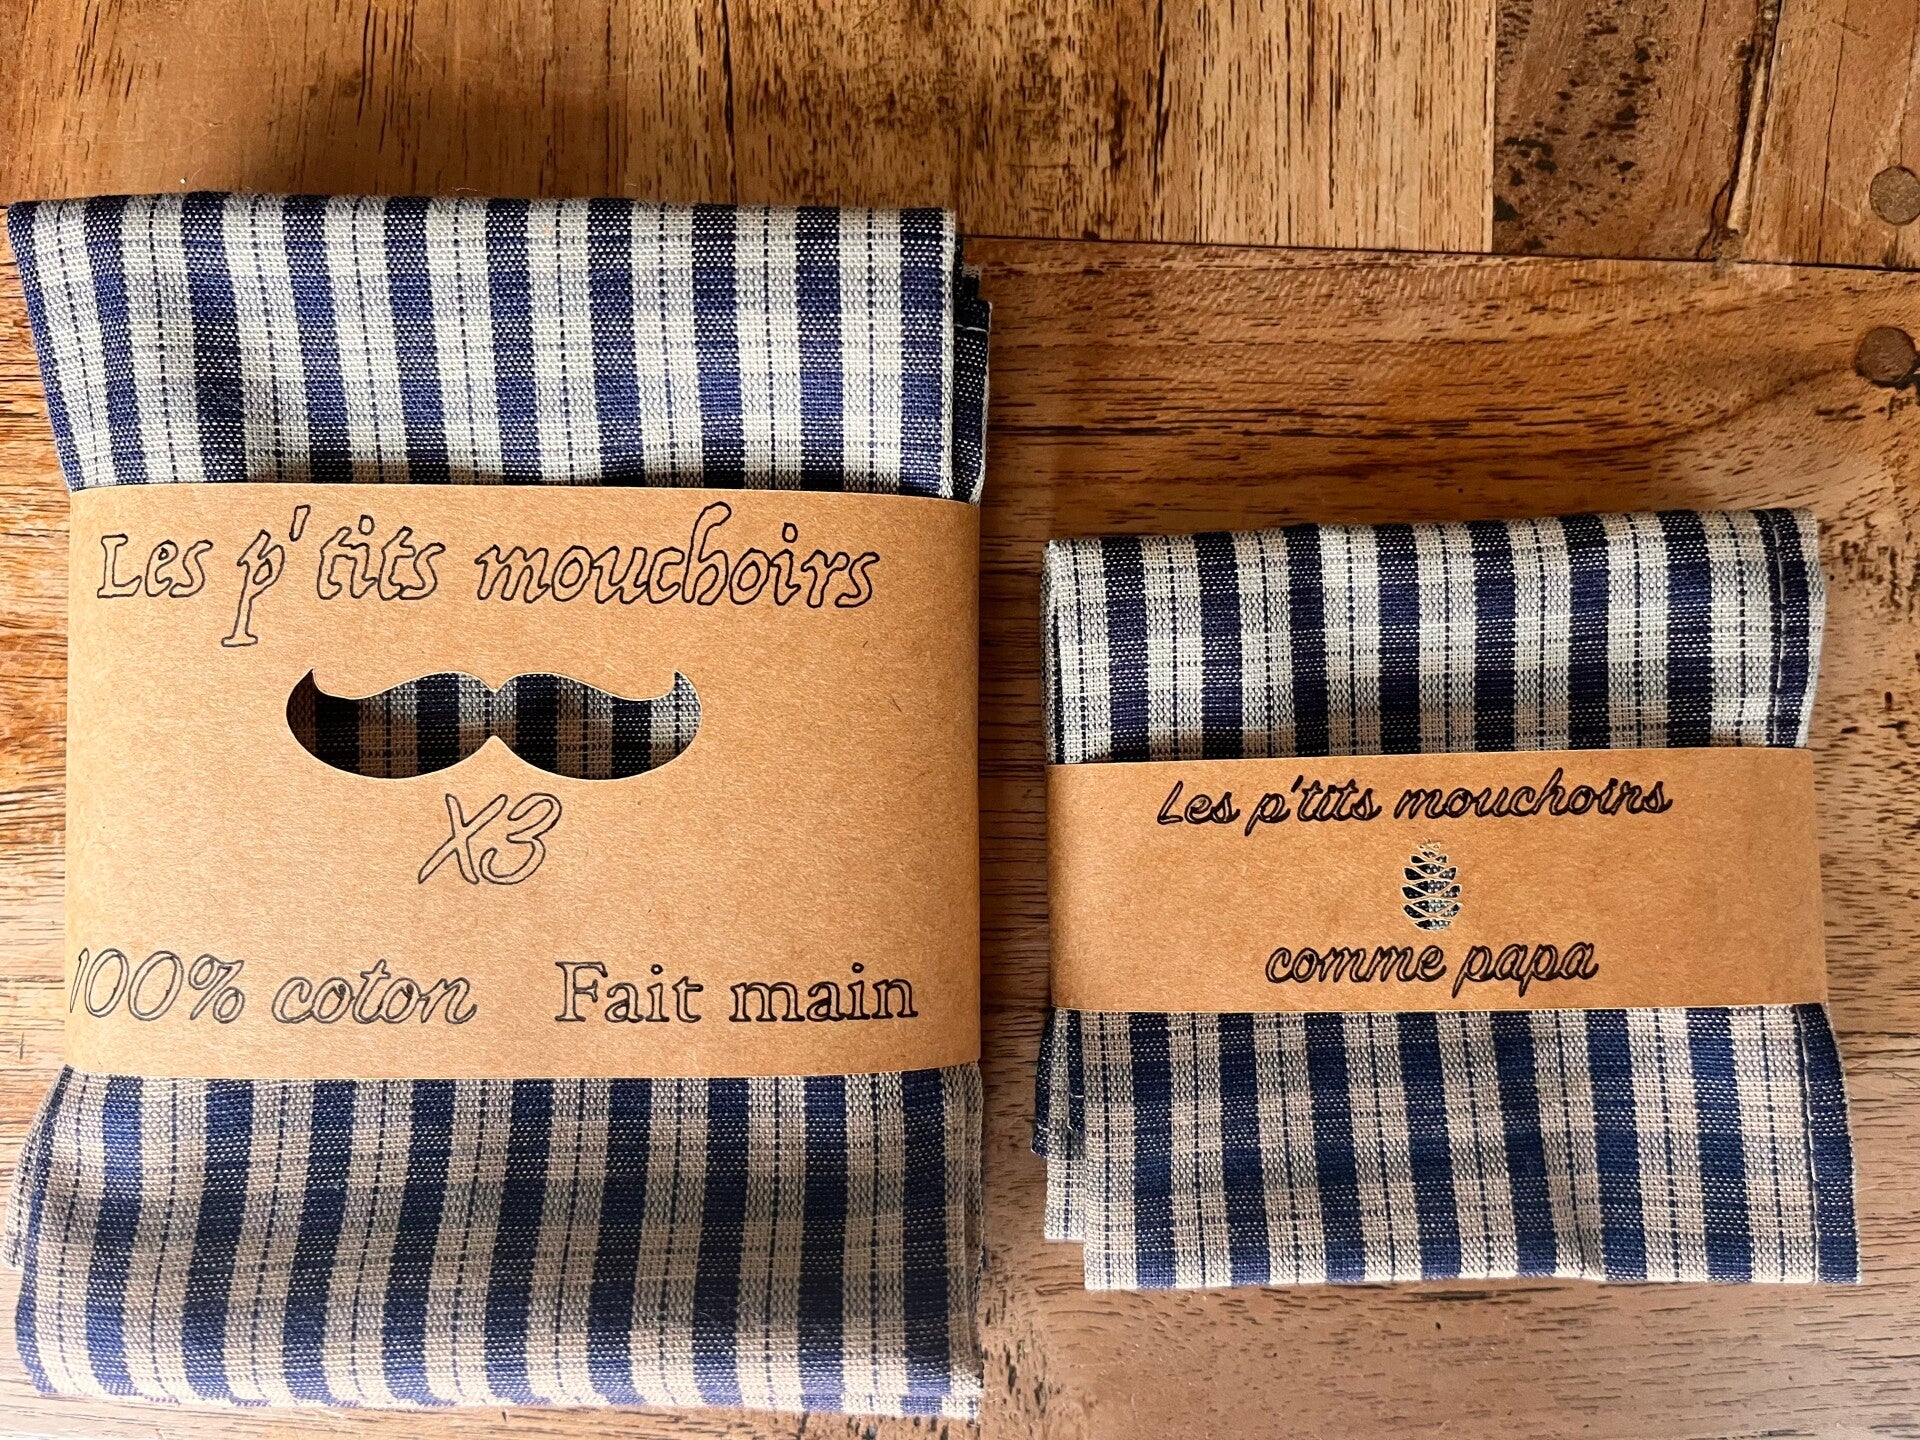 Les p'tits mouchoirs
X3
100% coton Fait main
Les p'tits mouchoirs
comme papa